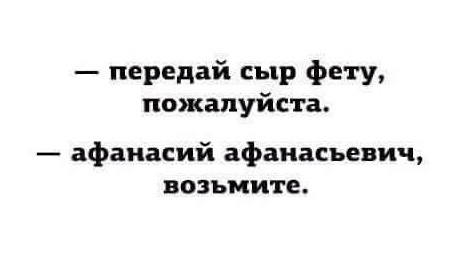 — передай сыр фету,
пожалуйста.
— афанасий афанасьевич,
возьмите.